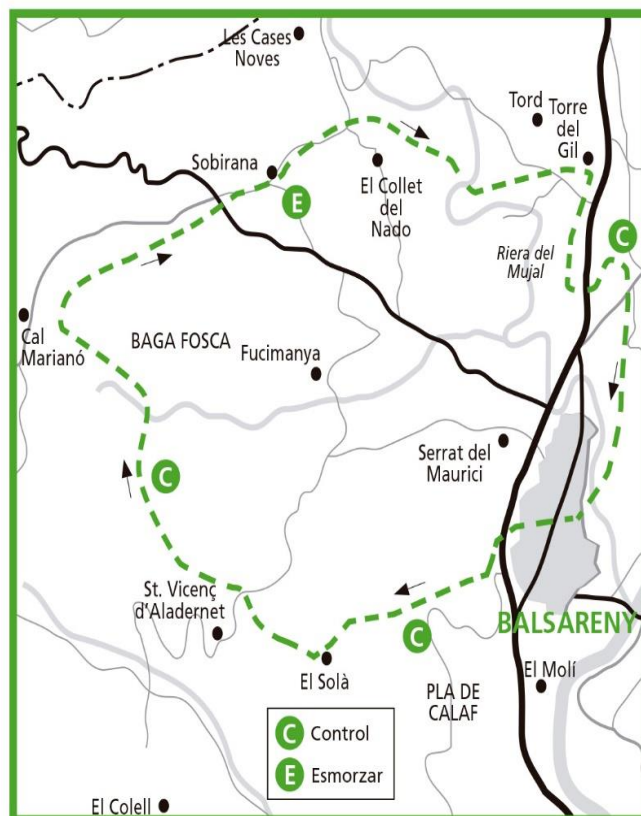 Les Cases
Noves
Tord
Torre
del
Gil
Sobirana
E
El Collet
del
Nado
C
Riera del
Mujal
Cal
Marianó
BAGA FOSCA
Fucimanya
Serrat del
Maurici
C
St. Vicenç
d'Aladernet
BALSARENY
C
El Solà
El Molí
PLA DE
CALAF
C Control
E Esmorzar
El Colell